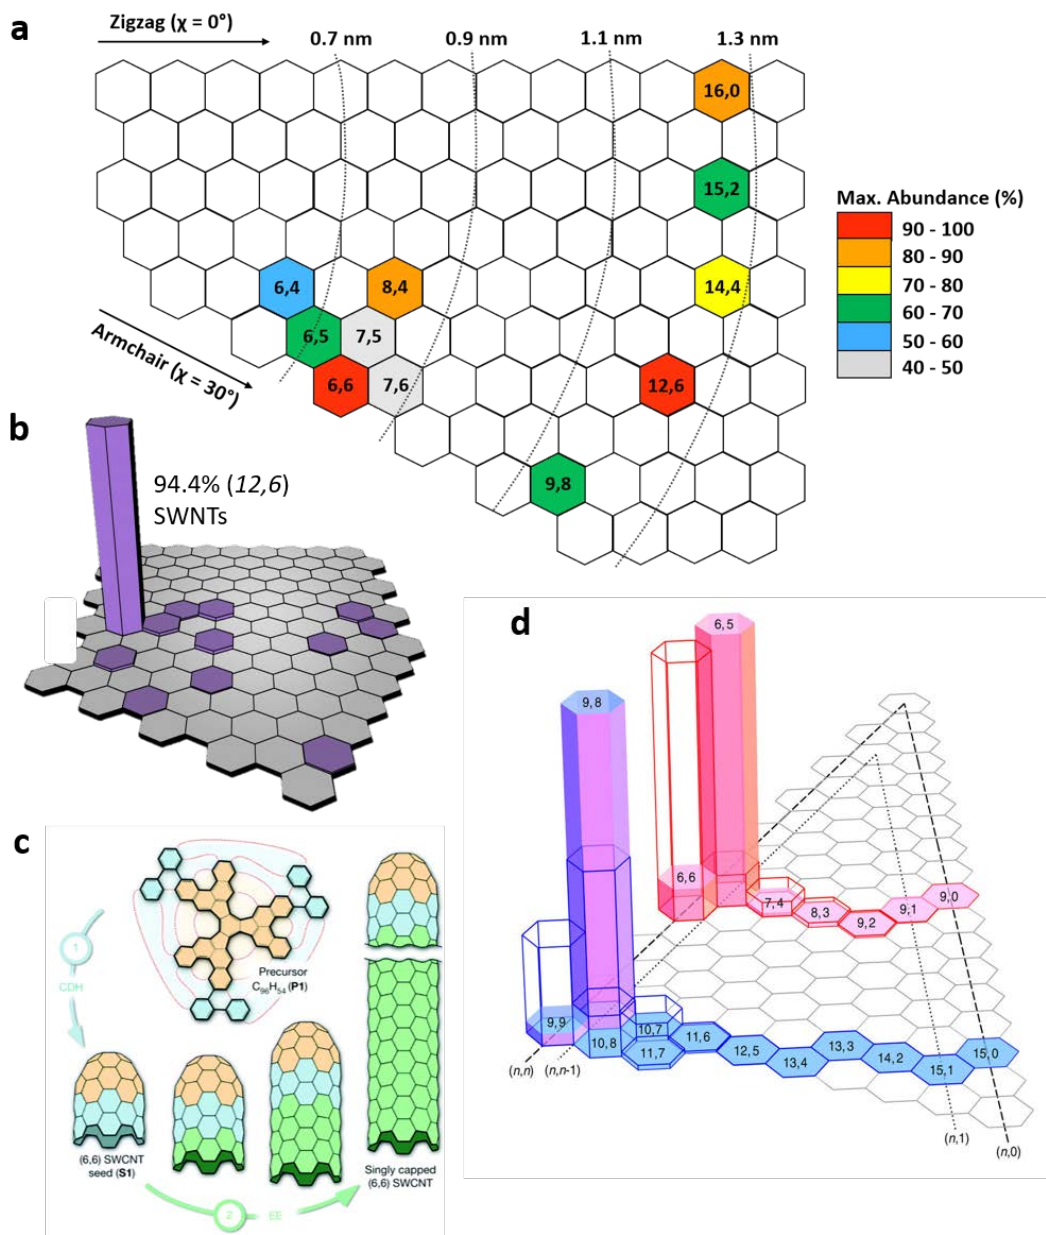 a
Zigzag (χ = 0°)
0.7 nm
0.9 nm
1.1 nm
1.3 nm
16,0
15,2
6,4
8,4
14,4
6,5
7,5
6,6
7,6
12,6
9,8
Armchair (χ = 30°)
Max. Abundance (%)
90 - 100
80 - 90
70 - 80
60 - 70
50 - 60
40 - 50
b
94.4% (12,6)
SWNTs
c
1
CDH
Precursor
C₉₆H₅₄ (P1)
(6,6) SWCNT
seed (S1)
2
EE
Singly capped
(6,6) SWCNT
d
6,5
9,8
6,6
7,4
8,3
9,2
9,1
9,0
9,9
10,8
10,7
11,7
11,6
12,5
13,4
13,3
14,2
15,1
15,0
(n,n)
(n,n-1)
(n,1)
(n,0)